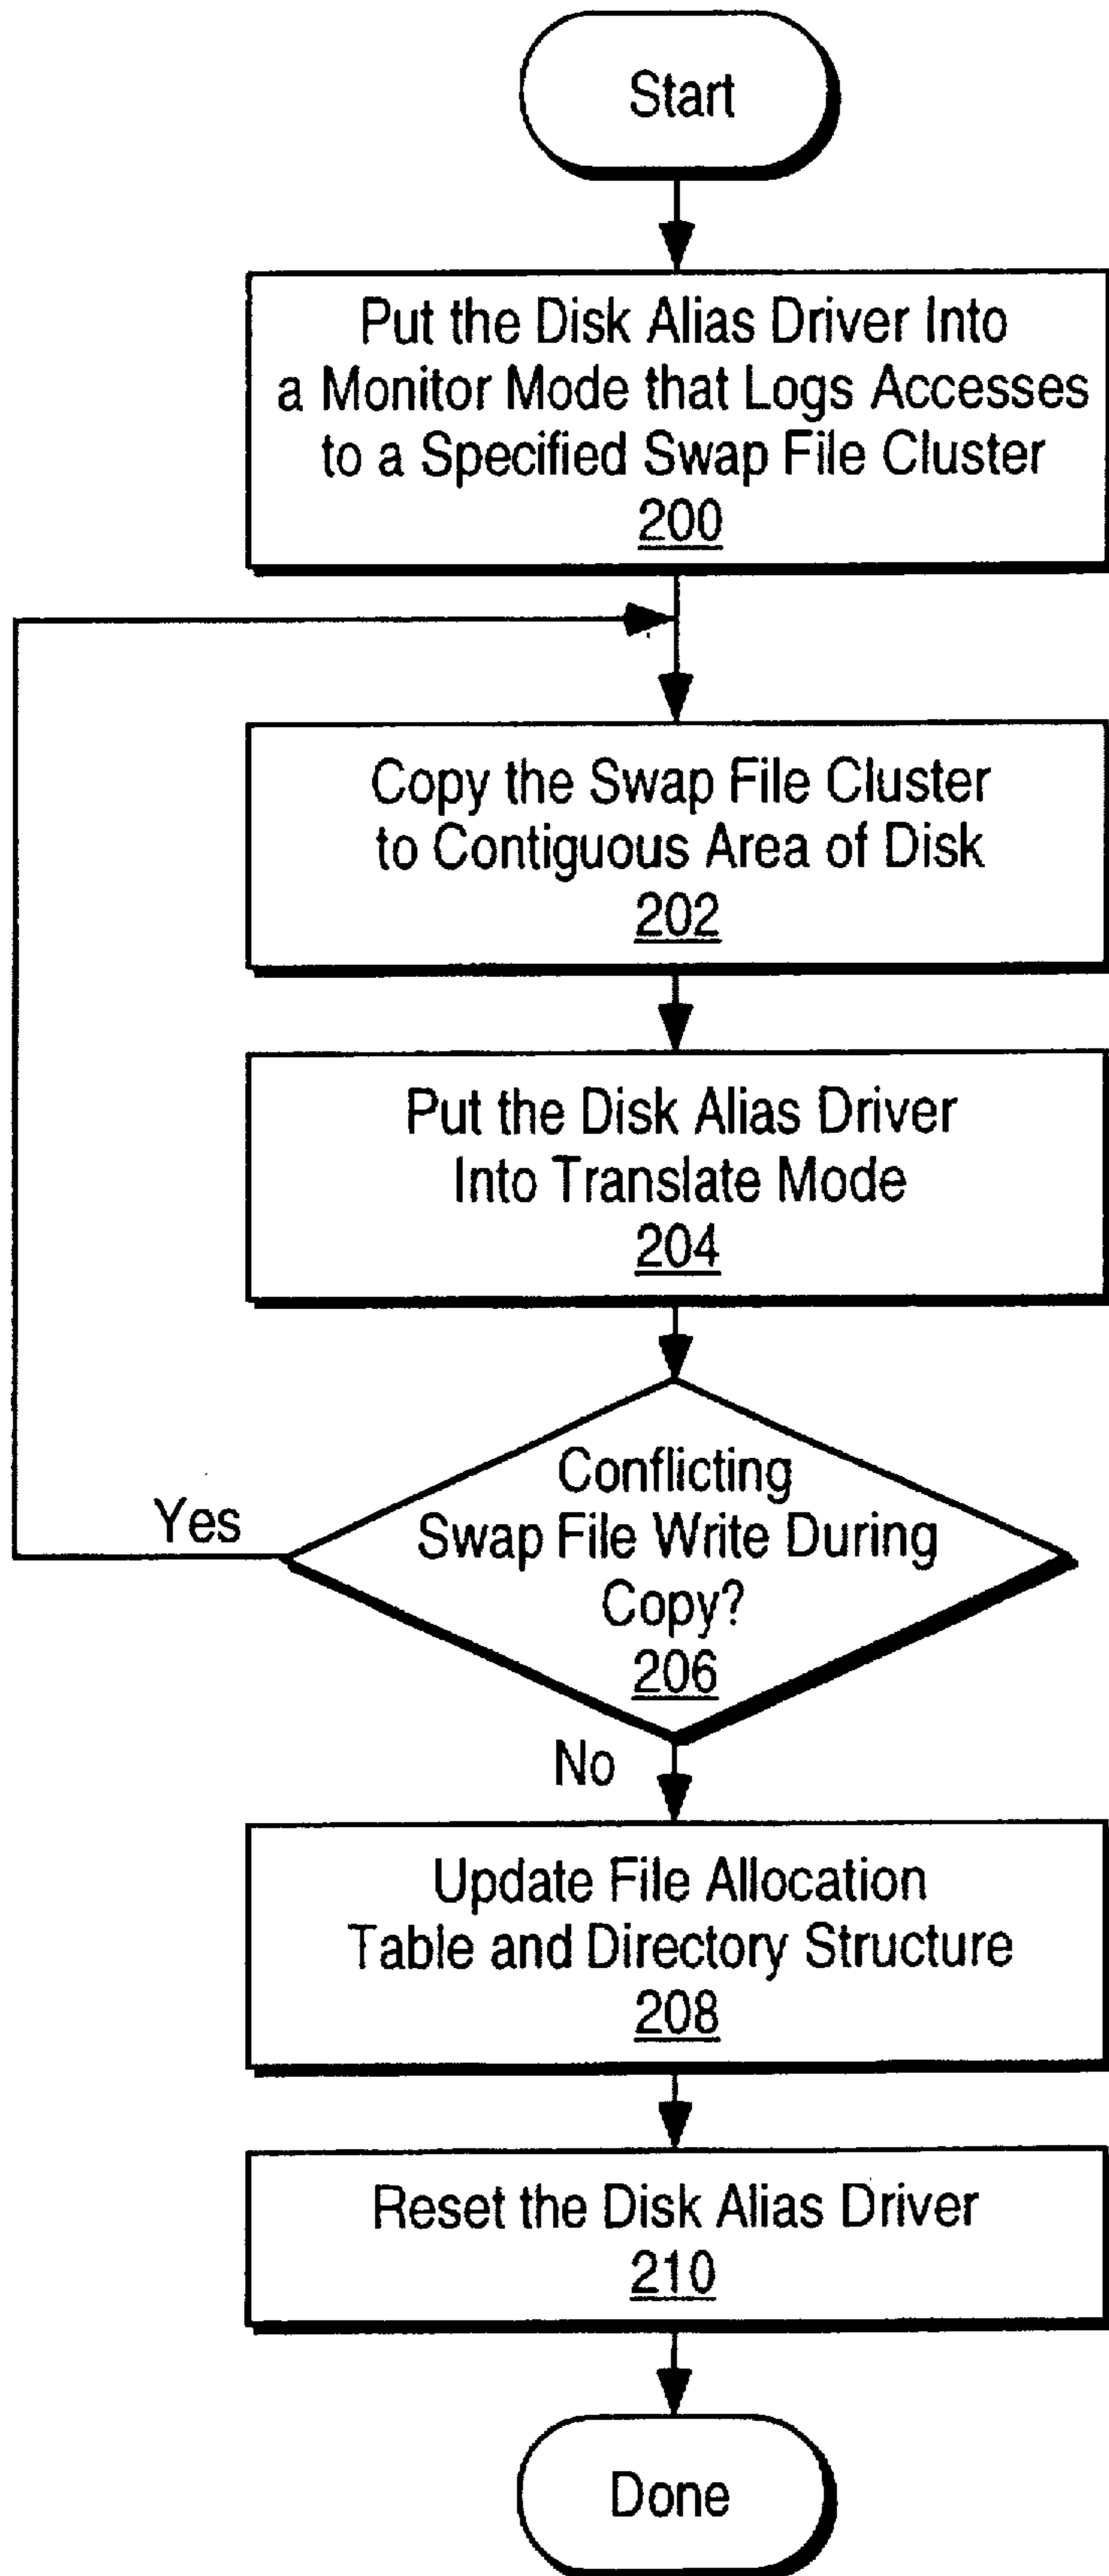 Start
Put the Disk Alias Driver Into
a Monitor Mode that Logs Accesses
to a Specified Swap File Cluster
200
Copy the Swap File Cluster
to Contiguous Area of Disk
202
Put the Disk Alias Driver
Into Translate Mode
204
Conflicting
Swap File Write During
Copy?
206
Yes
No
Update File Allocation
Table and Directory Structure
208
Reset the Disk Alias Driver
210
Done